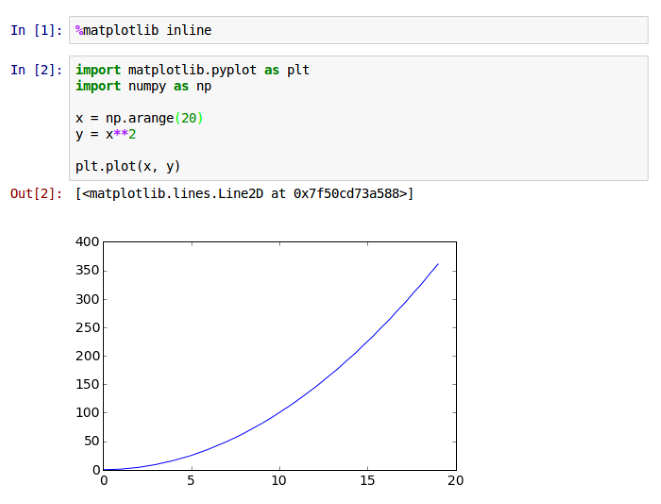 In [1]: %matplotlib inline
In [2]: import matplotlib.pyplot as plt
import numpy as np
x = np.arange(20)
y = x**2
plt.plot(x, y)
Out[2]: [<matplotlib.lines.Line2D at 0x7f50cd73a588>]
400
350
300
250
200
150
100
50
0
0 5 10 15 20